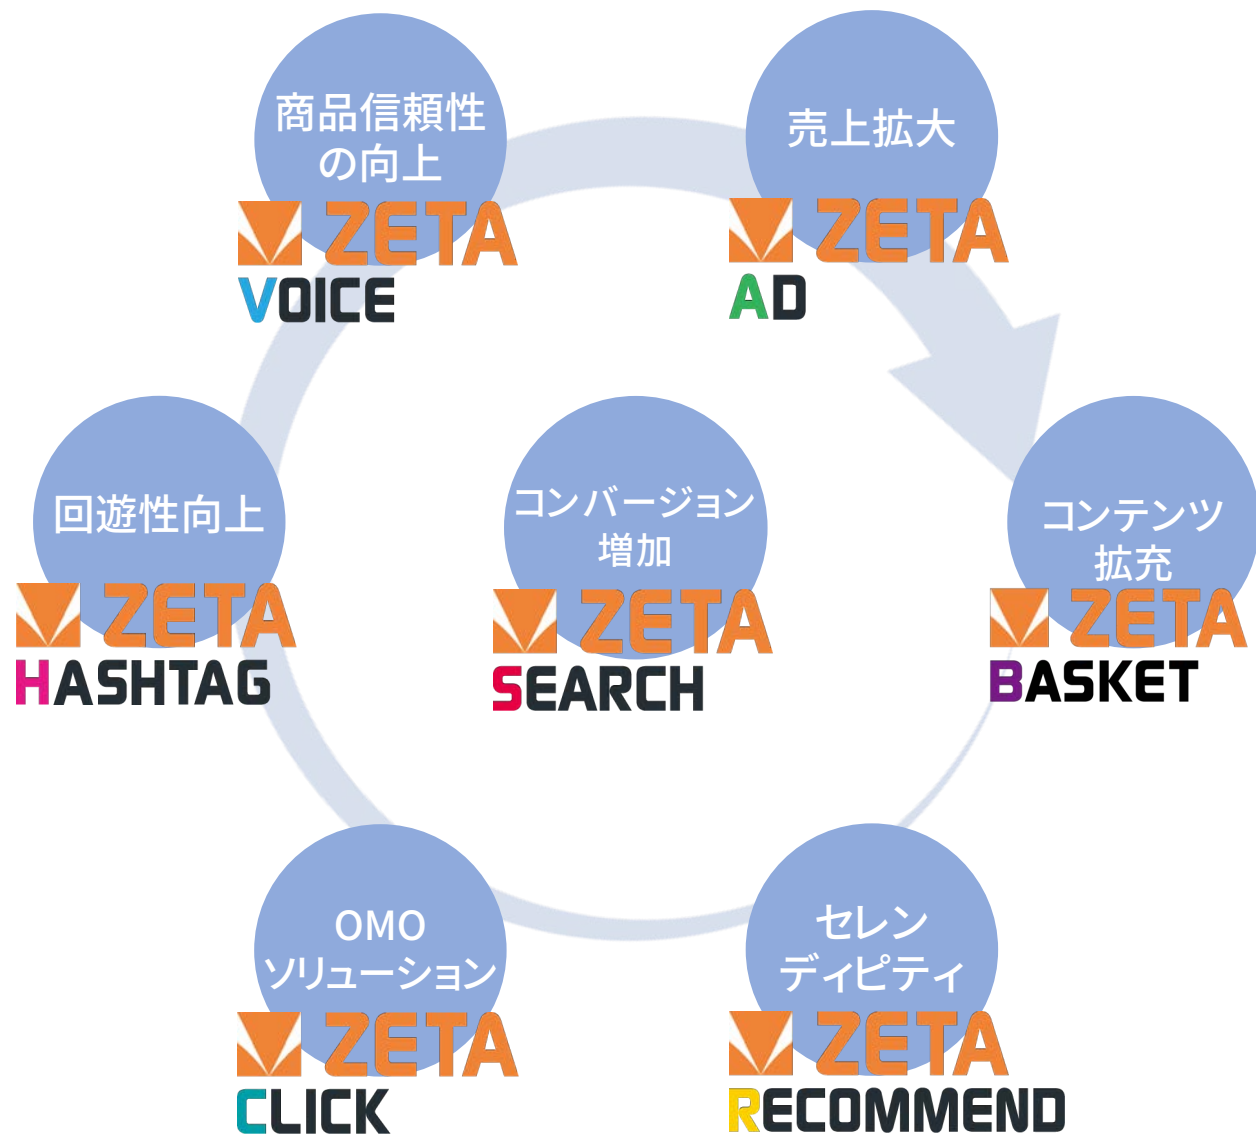 商品信頼性
の向上
ZETA
VOICE
売上拡大
ZETA
AD
回遊性向上
ZETA
HASHTAG
コンバージョン
増加
ZETA
SEARCH
コンテンツ
拡充
ZETA
BASKET
OMO
ソリューション
ZETA
CLICK
セレン
ディピティ
ZETA
RECOMMEND